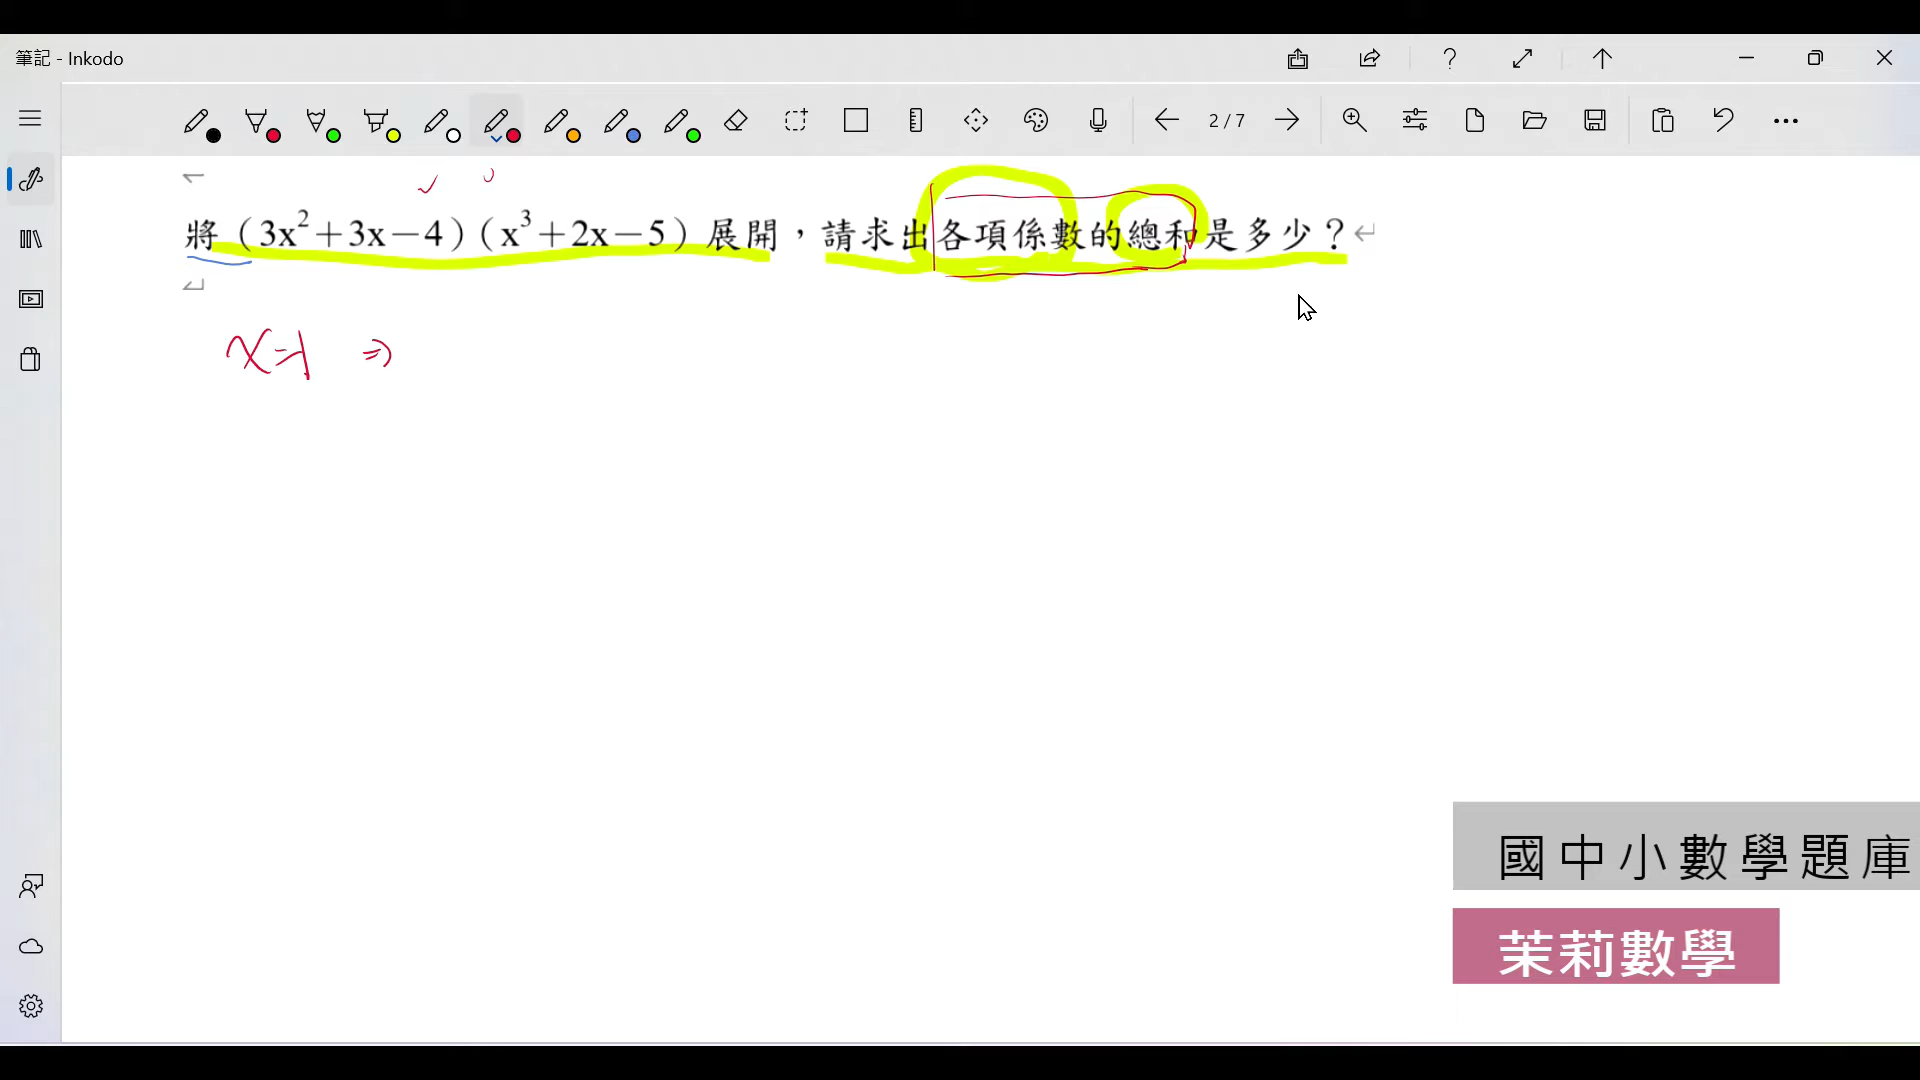 筆記 - Inkodo
2 / 7
將（3x²＋3x－4）（x³＋2x－5）展開，請求出各項係數的總和是多少？
x=1 ⇒
國中小數學題庫
茉莉數學